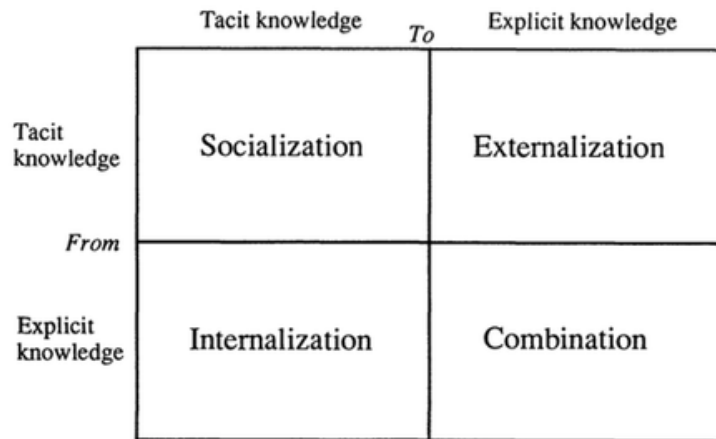 Tacit knowledge
To
Explicit knowledge
Tacit
knowledge
Socialization
Externalization
From
Explicit
knowledge
Internalization
Combination